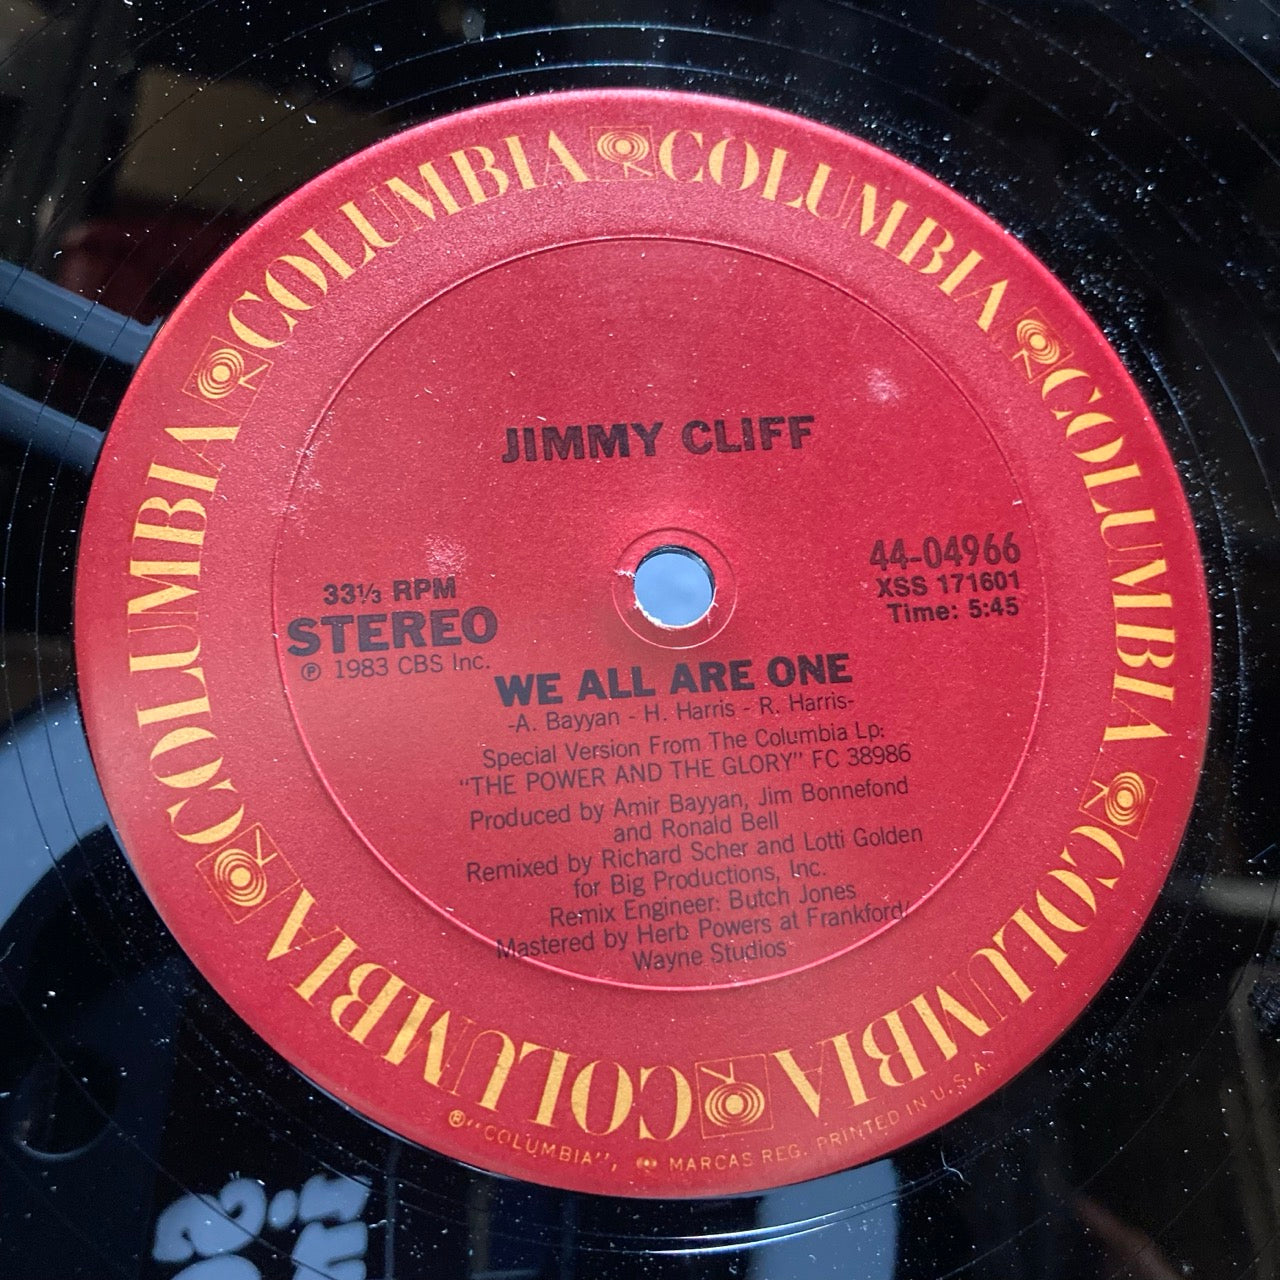 COLUMBIA COLUMBIA COLUMBIA COLUMBIA COLUMBIA COLUMBIA
JIMMY CLIFF
44-04966
XSS 171601
Time: 5:45
33⅓ RPM
STEREO
Ⓟ 1983 CBS Inc.
WE ALL ARE ONE
-A. Bayyan - H. Harris - R. Harris-
Special Version From The Columbia Lp:
"THE POWER AND THE GLORY" FC 38986
Produced by Amir Bayyan, Jim Bonnefond
and Ronald Bell
Remixed by Richard Scher and Lotti Golden
for Big Productions, Inc.
Remix Engineer: Butch Jones
Mastered by Herb Powers at Frankford/
Wayne Studios
®"COLUMBIA", MARCAS REG. PRINTED IN U.S.A.